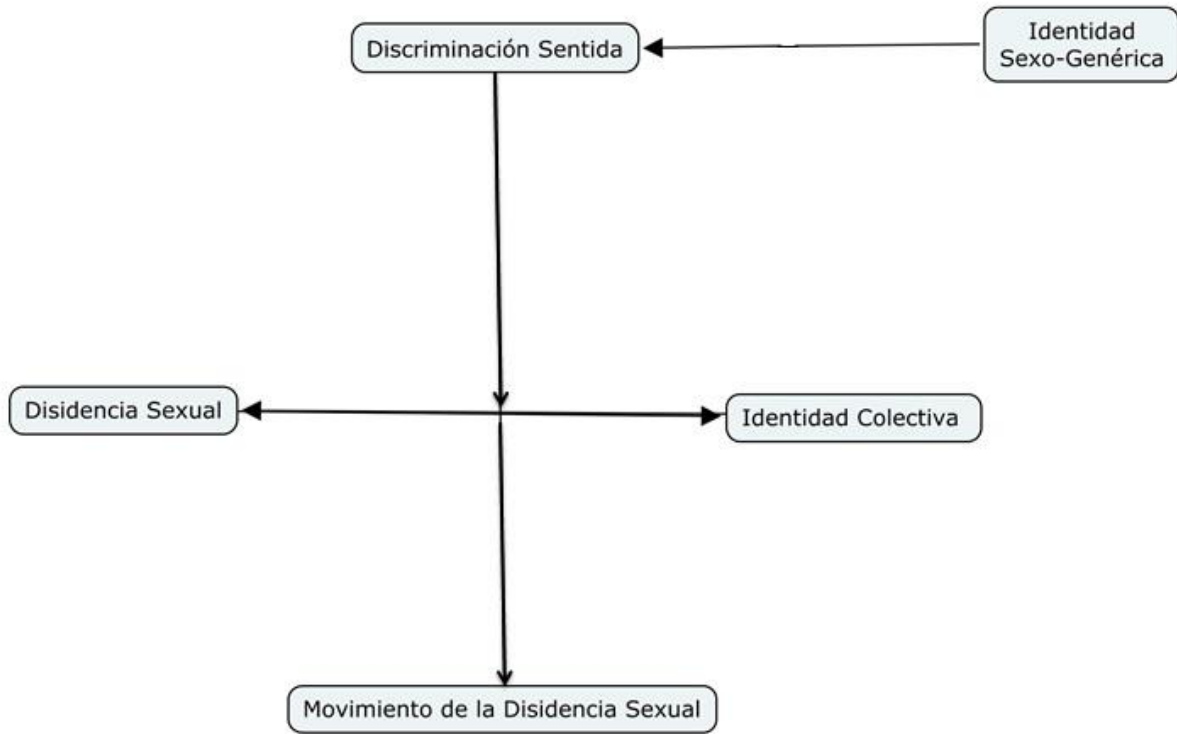 Discriminación Sentida
Identidad
Sexo-Genérica
Disidencia Sexual
Identidad Colectiva
Movimiento de la Disidencia Sexual